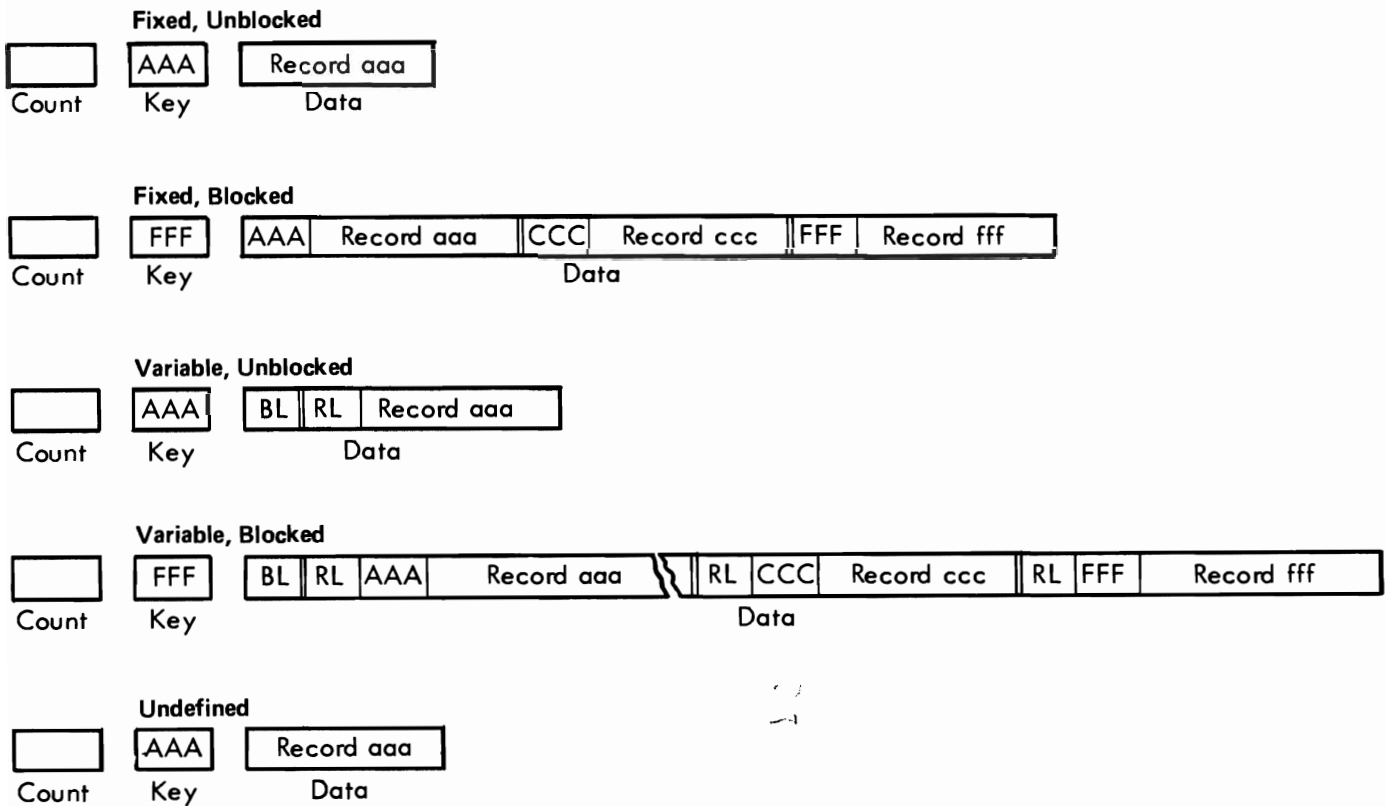 Fixed, Unblocked
AAA Record aaa
Count Key Data
Fixed, Blocked
FFF AAA Record aaa CCC Record ccc FFF Record fff
Count Key Data
Variable, Unblocked
AAA BL RL Record aaa
Count Key Data
Variable, Blocked
FFF BL RL AAA Record aaa RL CCC Record ccc RL FFF Record fff
Count Key Data
Undefined
AAA Record aaa
Count Key Data